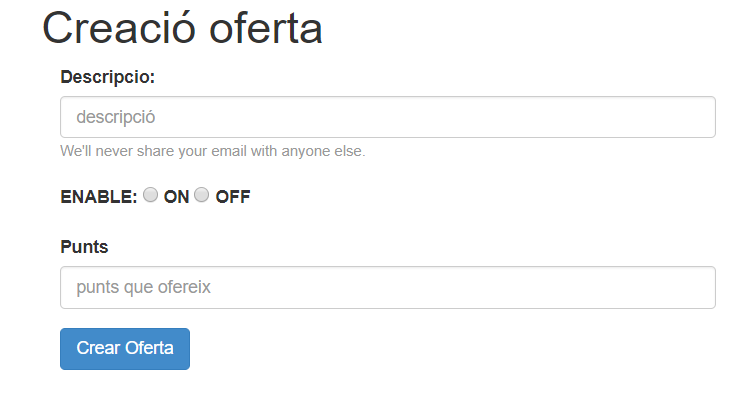 Creació oferta
Descripcio:
descripció
We'll never share your email with anyone else.
ENABLE: ON OFF
Punts
punts que ofereix
Crear Oferta